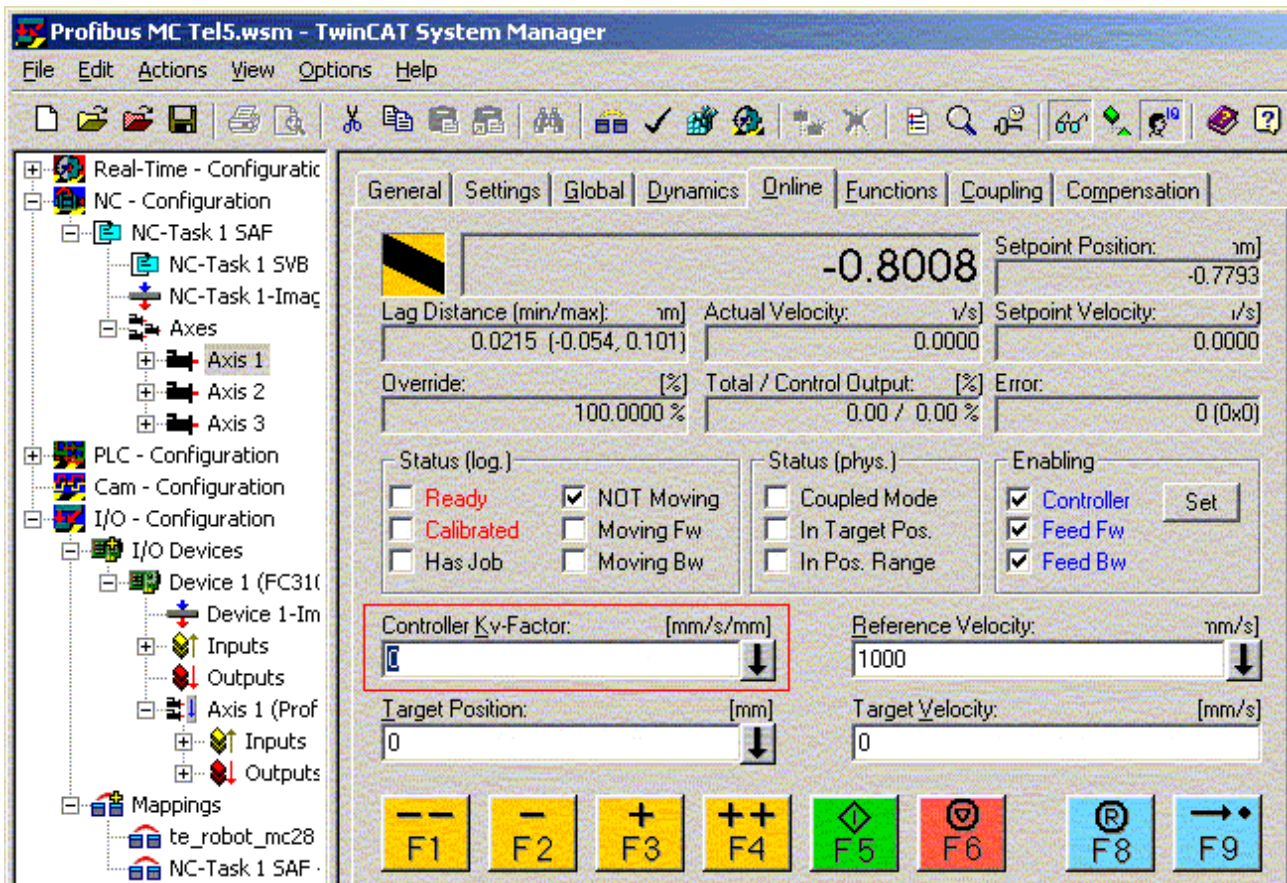 Profibus MC Tel5.wsm - TwinCAT System Manager
File Edit Actions View Options Help
Real-Time - Configuratic
NC - Configuration
NC-Task 1 SAF
NC-Task 1 SVB
NC-Task 1-Imag
Axes
Axis 1
Axis 2
Axis 3
PLC - Configuration
Cam - Configuration
I/O - Configuration
I/O Devices
Device 1 (FC310
Device 1-Im
Inputs
Outputs
Axis 1 (Prof
Inputs
Outputs
Mappings
te_robot_mc28
NC-Task 1 SAF -
General Settings Global Dynamics Online Functions Coupling Compensation
-0.8008
Setpoint Position: nm]
-0.7793
Lag Distance (min/max): nm] Actual Velocity: ı/s] Setpoint Velocity: ı/s]
0.0215 (-0.054, 0.101) 0.0000 0.0000
Override: [%] Total / Control Output: [%] Error:
100.0000 % 0.00 / 0.00 % 0 (0x0)
Status (log.) Status (phys.) Enabling
Ready NOT Moving Coupled Mode Controller Set
Calibrated Moving Fw In Target Pos. Feed Fw
Has Job Moving Bw In Pos. Range Feed Bw
Controller Kv-Factor: [mm/s/mm] Reference Velocity: nm/s]
0 1000
Target Position: [mm] Target Velocity: [mm/s]
0 0
-- - + ++ R
F1 F2 F3 F4 F5 F6 F8 F9